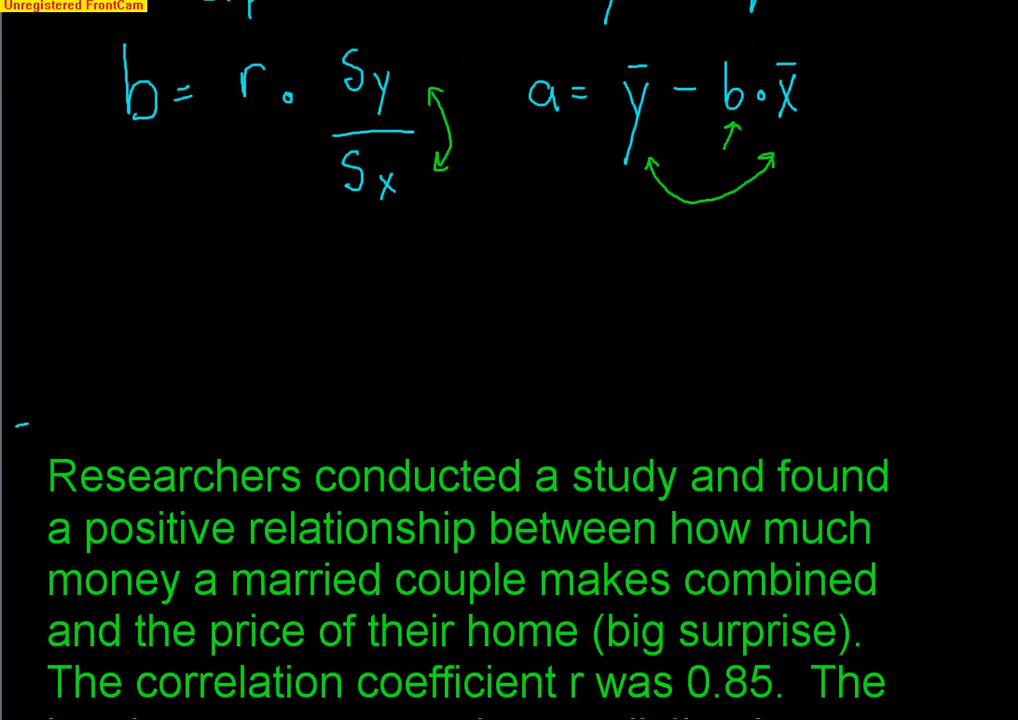 Unregistered FrontCam
b = r · Sy / Sx
a = ȳ - b · x̄
Researchers conducted a study and found
a positive relationship between how much
money a married couple makes combined
and the price of their home (big surprise).
The correlation coefficient r was 0.85. The